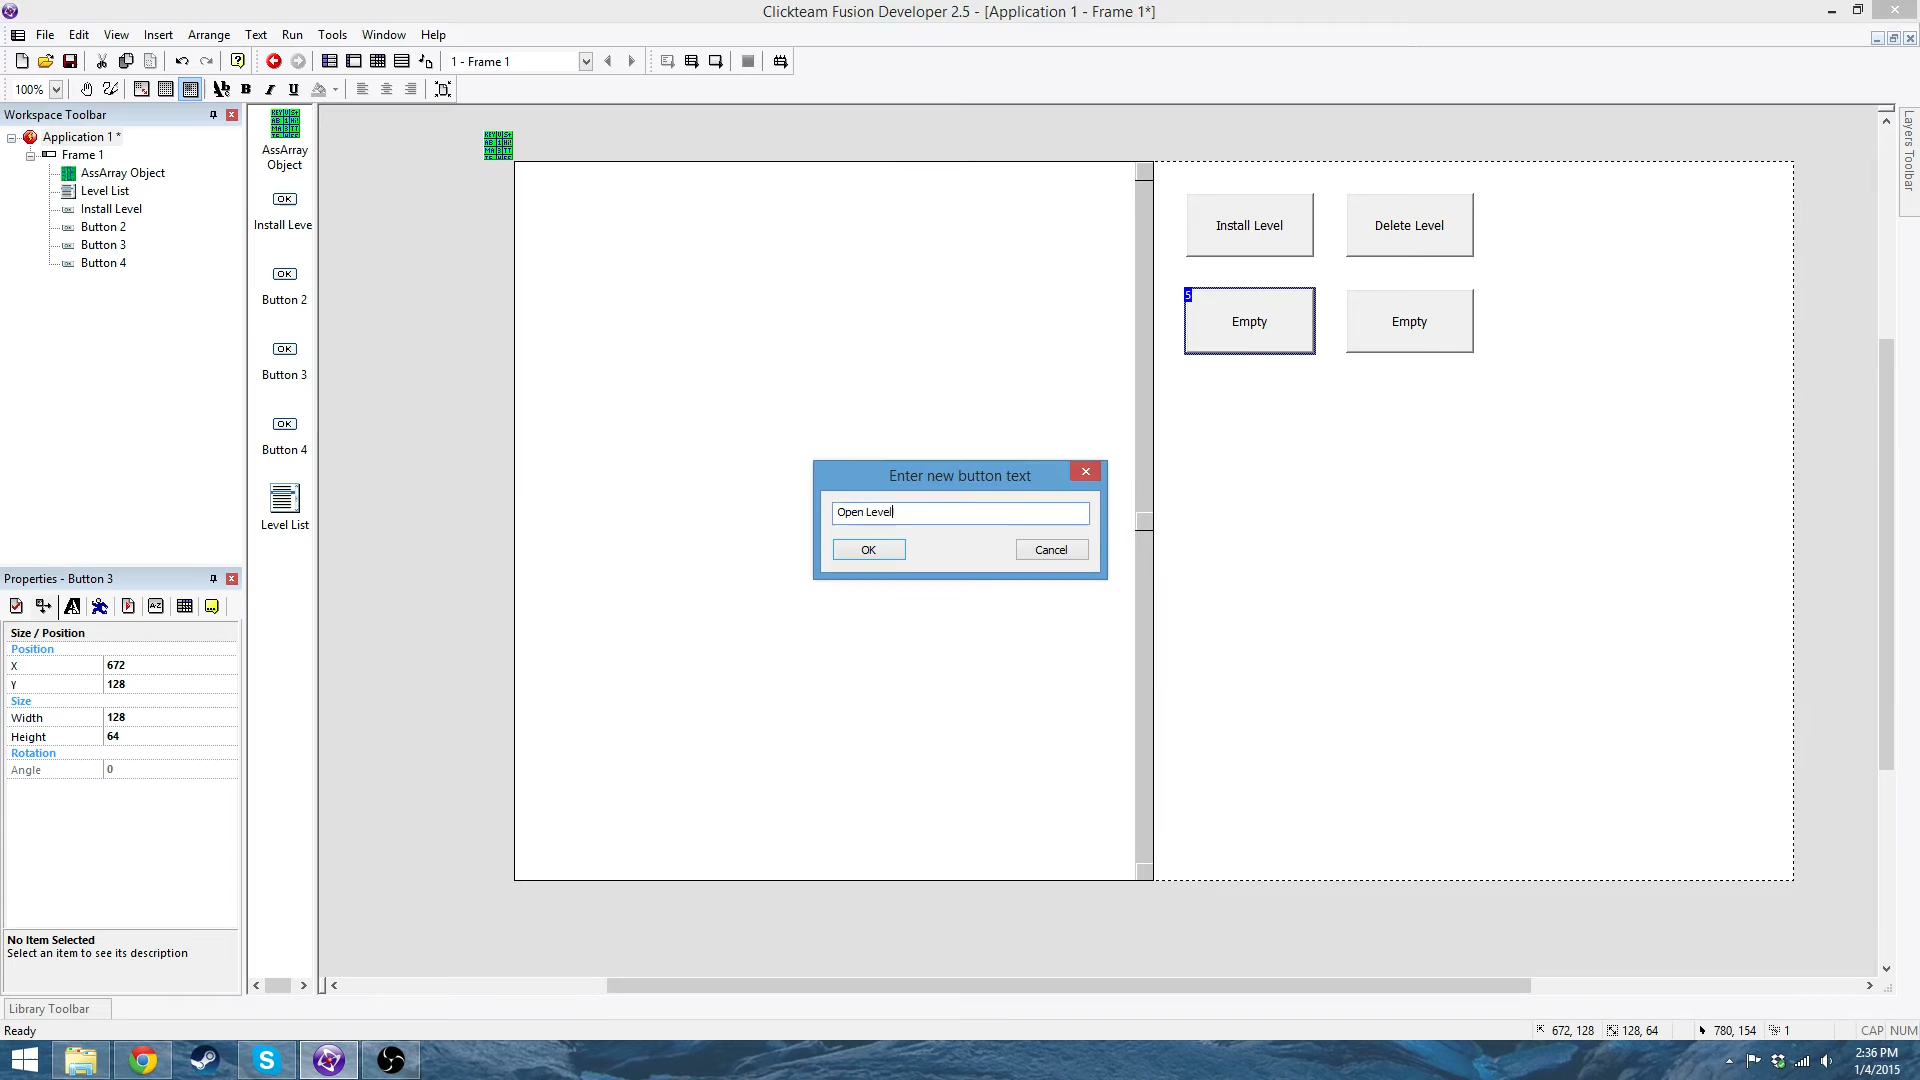 Clickteam Fusion Developer 2.5 - [Application 1 - Frame 1*]
File Edit View Insert Arrange Text Run Tools Window Help
1 - Frame 1
100%
Workspace Toolbar
Application 1 *
Frame 1
AssArray Object
Level List
Install Level
Button 2
Button 3
Button 4
AssArray
Object
OK
Install Leve
OK
Button 2
OK
Button 3
OK
Button 4
Level List
Install Level
Delete Level
5
Empty
Empty
Enter new button text
Open Level
OK
Cancel
Layers Toolbar
Properties - Button 3
Size / Position
Position
X 672
Y 128
Size
Width 128
Height 64
Rotation
Angle 0
No Item Selected
Select an item to see its description
Library Toolbar
Ready
672, 128
128, 64
780, 154
1
CAP NUM
2:36 PM
1/4/2015